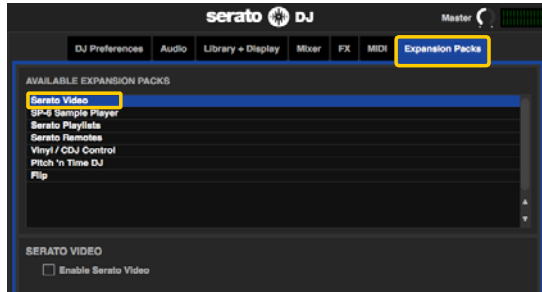 serato DJ Master
DJ Preferences Audio Library + Display Mixer FX MIDI Expansion Packs
AVAILABLE EXPANSION PACKS
Serato Video
SP-6 Sample Player
Serato Playlists
Serato Remotes
Vinyl / CDJ Control
Pitch 'n Time DJ
Flip
SERATO VIDEO
Enable Serato Video